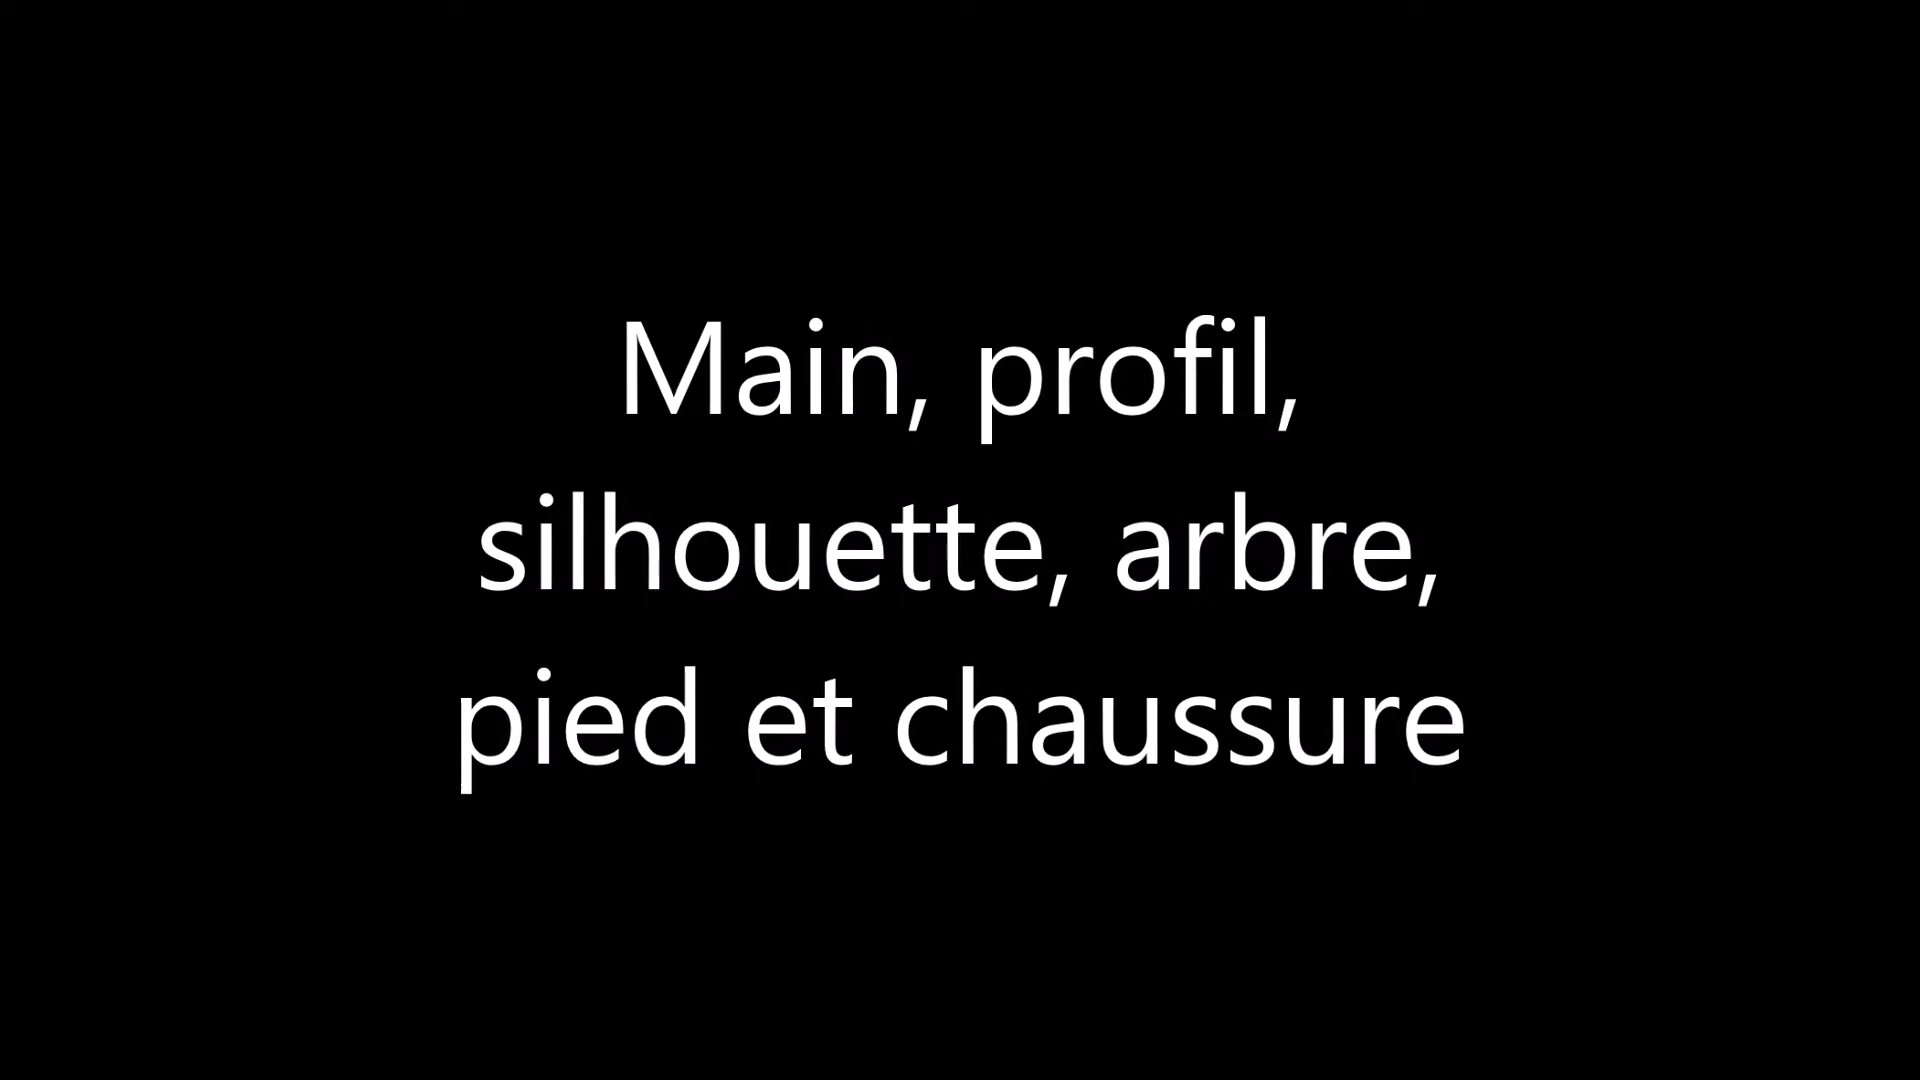 Main, profil,
silhouette, arbre,
pied et chaussure